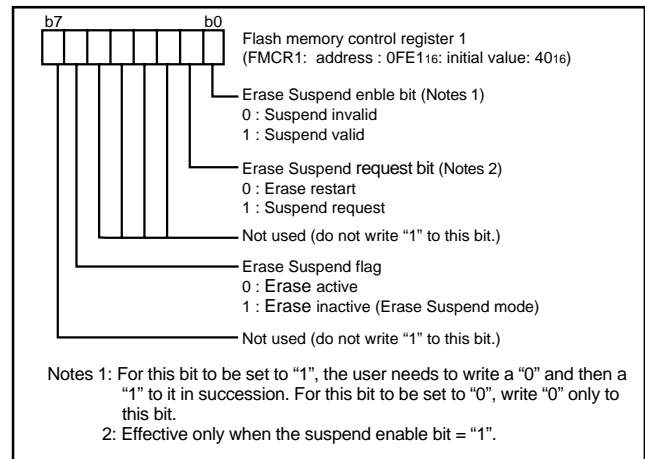 b7 b0
Flash memory control register 1
(FMCR1: address : 0FE116: initial value: 4016)
Erase Suspend enble bit (Notes 1)
0 : Suspend invalid
1 : Suspend valid
Erase Suspend request bit (Notes 2)
0 : Erase restart
1 : Suspend request
Not used (do not write “1” to this bit.)
Erase Suspend flag
0 : Erase active
1 : Erase inactive (Erase Suspend mode)
Not used (do not write “1” to this bit.)
Notes 1: For this bit to be set to “1”, the user needs to write a “0” and then a
“1” to it in succession. For this bit to be set to “0”, write “0” only to
this bit.
2: Effective only when the suspend enable bit = “1”.